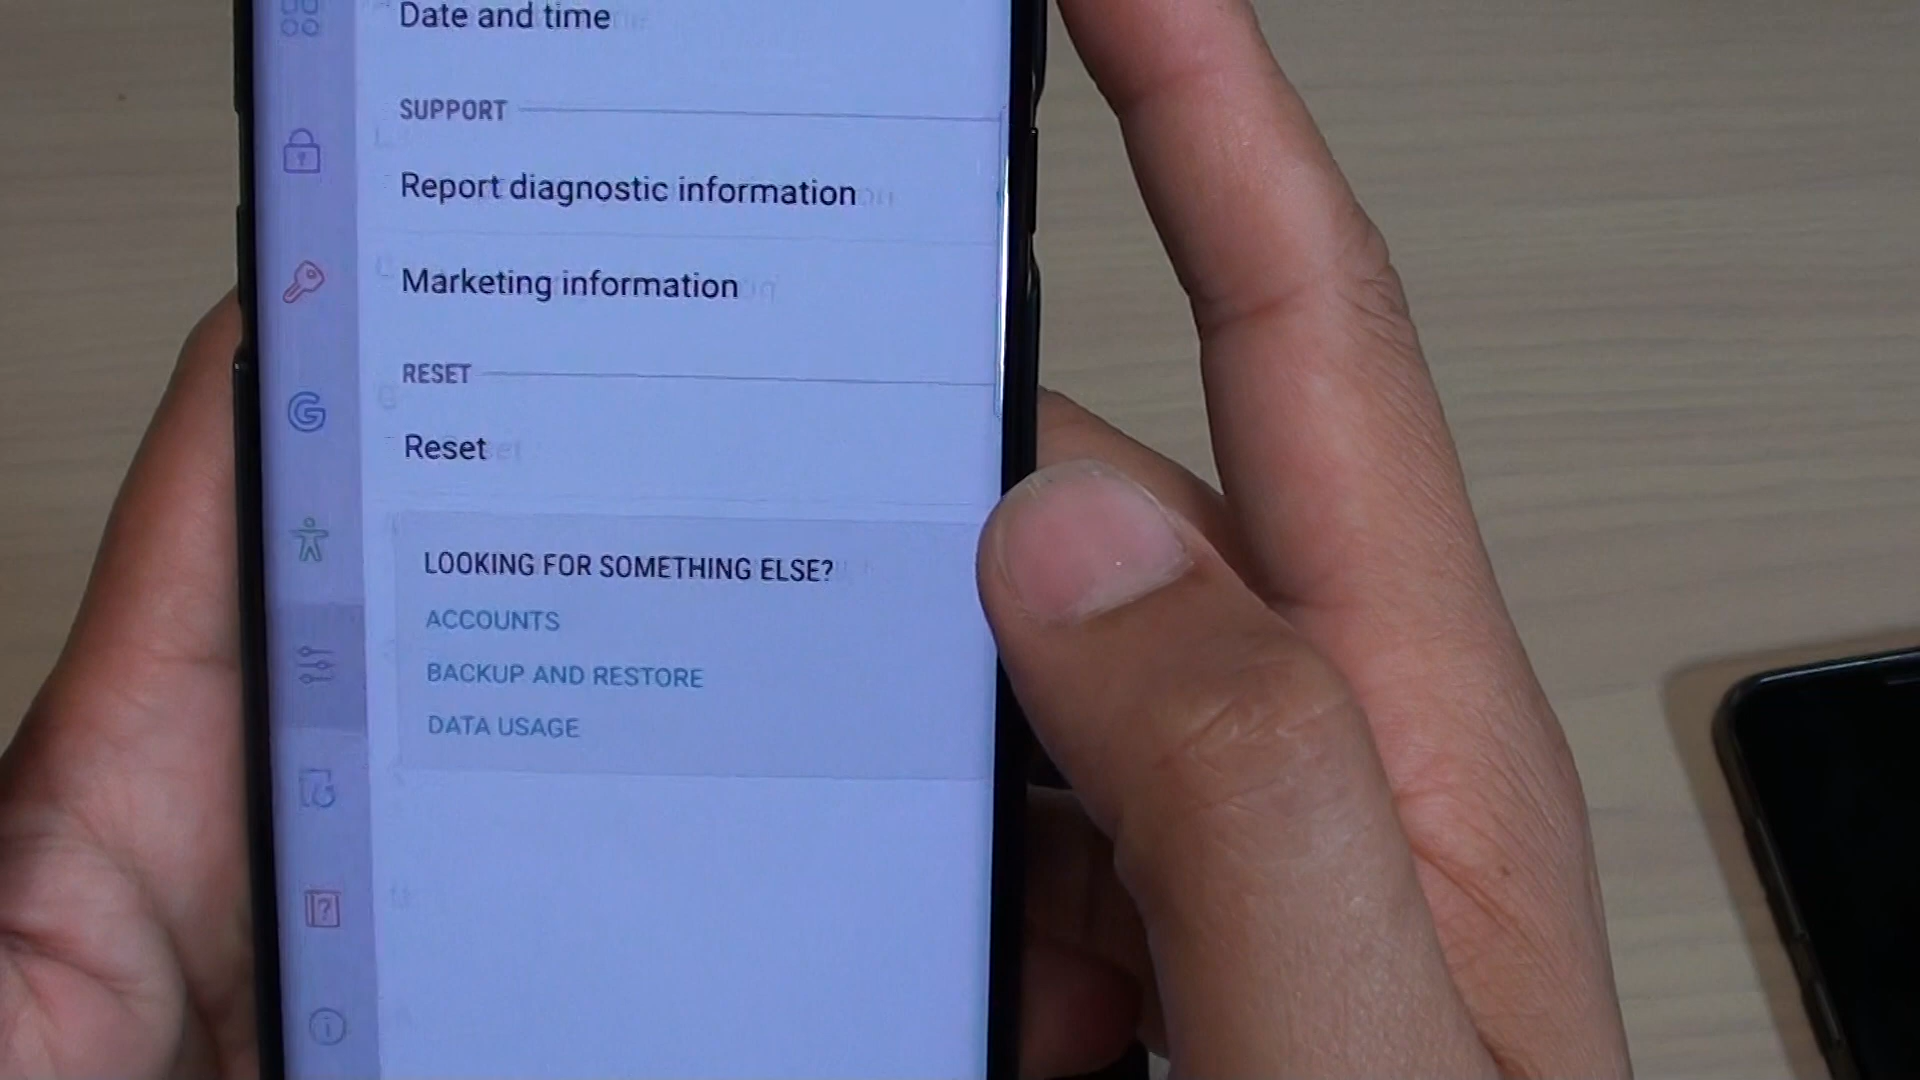 Date and time
SUPPORT
Report diagnostic information
Marketing information
RESET
Reset
LOOKING FOR SOMETHING ELSE?
ACCOUNTS
BACKUP AND RESTORE
DATA USAGE